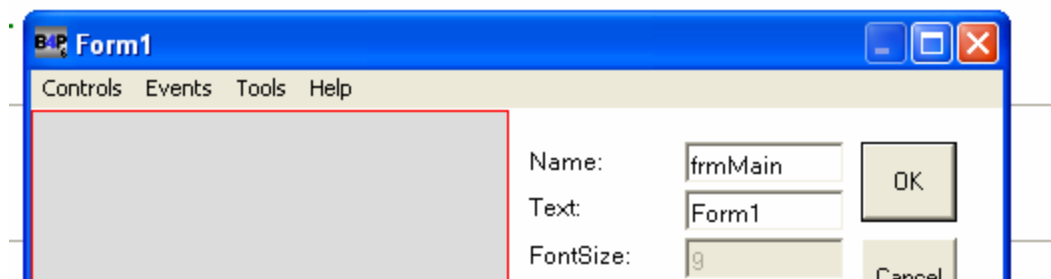 B4P Form1
Controls Events Tools Help
Name: frmMain OK
Text: Form1
FontSize: 9
Cancel